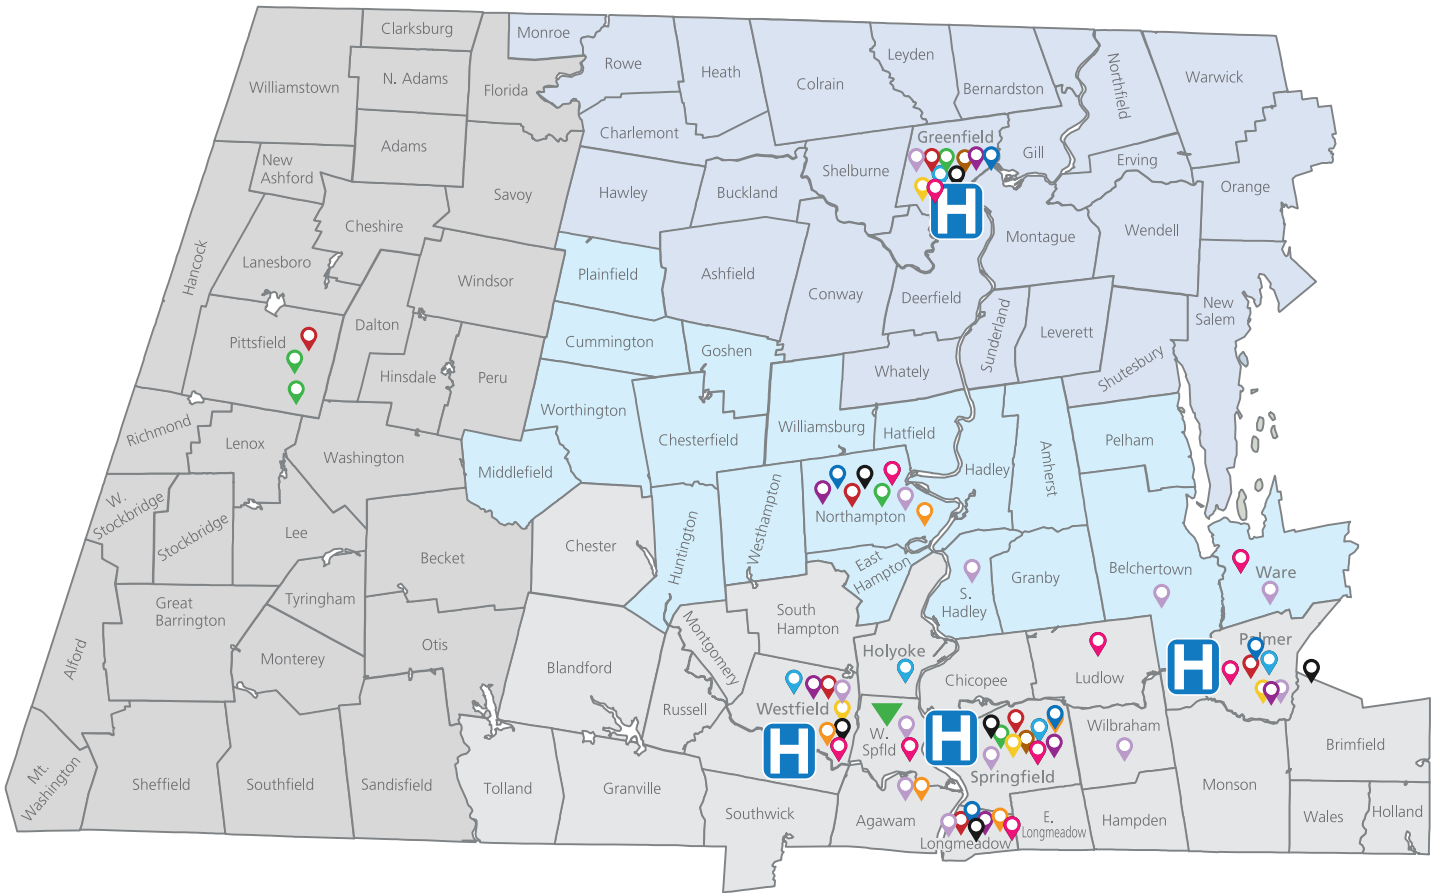 Clarksburg
Monroe
Williamstown
N. Adams
Florida
Rowe
Heath
Colrain
Leyden
Bernardston
Northfield
Warwick
Adams
Charlemont
Greenfield
Gill
Erving
Orange
New
Ashford
Savoy
Hawley
Buckland
Shelburne
H
Montague
Wendell
Hancock
Cheshire
Lanesboro
Windsor
Plainfield
Ashfield
Conway
Deerfield
Sunderland
Leverett
New
Salem
Shutesbury
Pittsfield
Dalton
Hinsdale
Peru
Cummington
Goshen
Whately
Richmond
Lenox
Washington
Worthington
Middlefield
Chesterfield
Williamsburg
Hatfield
Hadley
Amherst
Pelham
W.
Stockbridge
Stockbridge
Lee
Becket
Chester
Huntington
Westhampton
Northampton
East
Hampton
S.
Hadley
Granby
Belchertown
Ware
Great
Barrington
Tyringham
Alford
Monterey
Otis
Blandford
Montgomery
South
Hampton
Holyoke
Chicopee
Ludlow
H
Palmer
Russell
Westfield
H
W.
Spfld
H
Springfield
Wilbraham
Brimfield
Mt.
Washington
Sheffield
Southfield
Sandisfield
Tolland
Granville
Southwick
Agawam
Longmeadow
E.
Longmeadow
Hampden
Monson
Wales
Holland